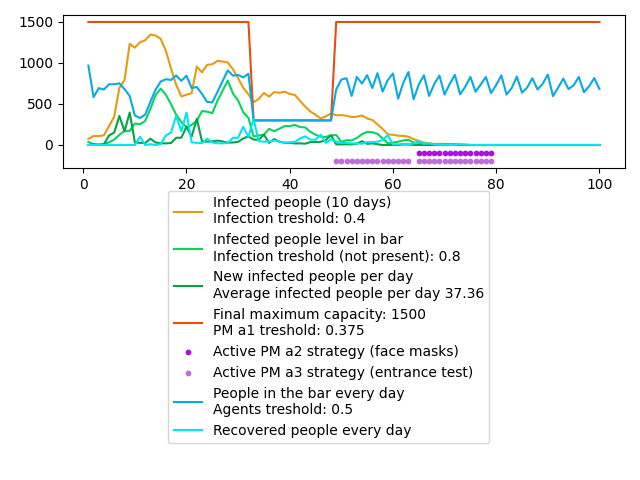 1500
1000
500
0
0 20 40 60 80 100
Infected people (10 days)
Infection treshold: 0.4
Infected people level in bar
Infection treshold (not present): 0.8
New infected people per day
Average infected people per day 37.36
Final maximum capacity: 1500
PM a1 treshold: 0.375
Active PM a2 strategy (face masks)
Active PM a3 strategy (entrance test)
People in the bar every day
Agents treshold: 0.5
Recovered people every day